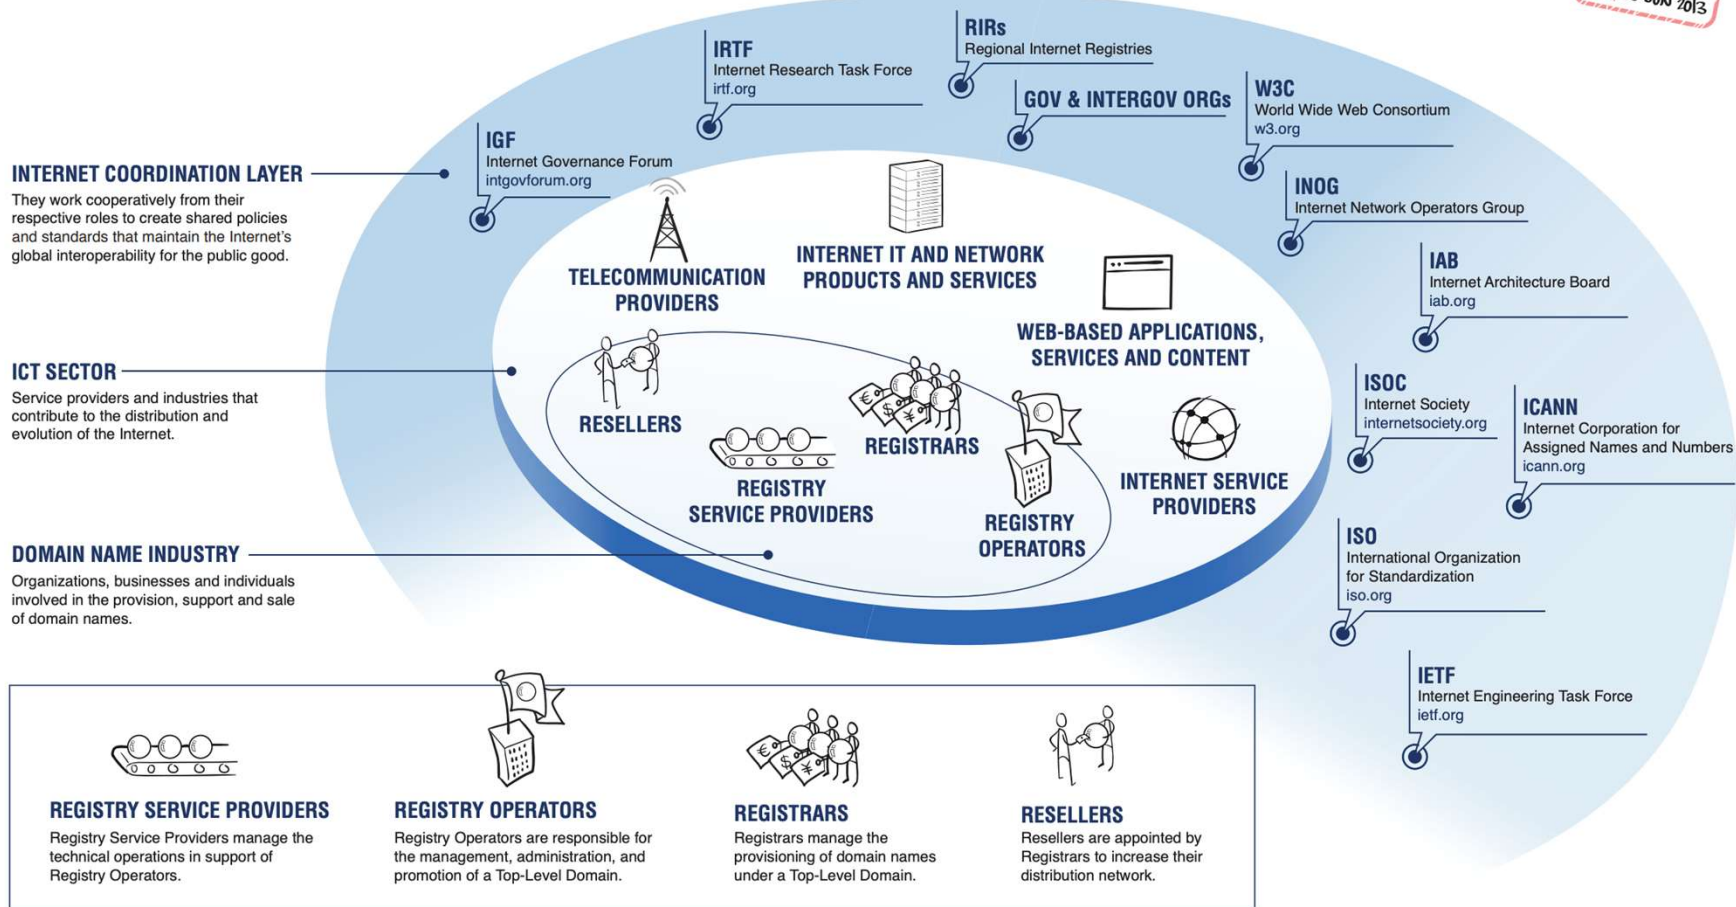 2013
IRTF
Internet Research Task Force
irtf.org
RIRs
Regional Internet Registries
GOV & INTERGOV ORGs
W3C
World Wide Web Consortium
w3.org
IGF
Internet Governance Forum
intgovforum.org
INOG
Internet Network Operators Group
IAB
Internet Architecture Board
iab.org
ISOC
Internet Society
internetsociety.org
ICANN
Internet Corporation for
Assigned Names and Numbers
icann.org
ISO
International Organization
for Standardization
iso.org
IETF
Internet Engineering Task Force
ietf.org
INTERNET COORDINATION LAYER
They work cooperatively from their
respective roles to create shared policies
and standards that maintain the Internet's
global interoperability for the public good.
ICT SECTOR
Service providers and industries that
contribute to the distribution and
evolution of the Internet.
DOMAIN NAME INDUSTRY
Organizations, businesses and individuals
involved in the provision, support and sale
of domain names.
TELECOMMUNICATION
PROVIDERS
INTERNET IT AND NETWORK
PRODUCTS AND SERVICES
WEB-BASED APPLICATIONS,
SERVICES AND CONTENT
INTERNET SERVICE
PROVIDERS
RESELLERS
€
$
¥
REGISTRARS
REGISTRY
SERVICE PROVIDERS
REGISTRY
OPERATORS
REGISTRY SERVICE PROVIDERS
Registry Service Providers manage the
technical operations in support of
Registry Operators.
REGISTRY OPERATORS
Registry Operators are responsible for
the management, administration, and
promotion of a Top-Level Domain.
€
$
¥
REGISTRARS
Registrars manage the
provisioning of domain names
under a Top-Level Domain.
RESELLERS
Resellers are appointed by
Registrars to increase their
distribution network.